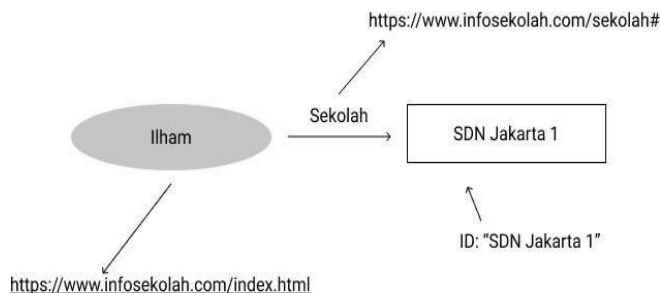 https://www.infosekolah.com/sekolah#
Sekolah
Ilham
SDN Jakarta 1
ID: “SDN Jakarta 1”
https://www.infosekolah.com/index.html